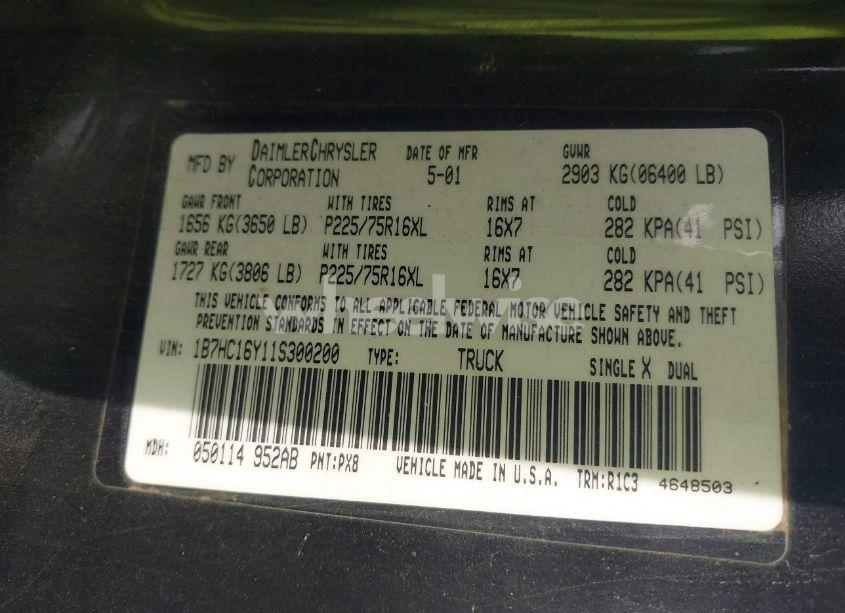 MFD BY DAIMLERCHRYSLER CORPORATION DATE OF MFR 5-01 GVWR 2903 KG(06400 LB)
GAWR FRONT WITH TIRES RIMS AT COLD
1656 KG(3650 LB) P225/75R16XL 16X7 282 KPA(41 PSI)
GAWR REAR WITH TIRES RIMS AT COLD
1727 KG(3806 LB) P225/75R16XL 16X7 282 KPA(41 PSI)
THIS VEHICLE CONFORMS TO ALL APPLICABLE FEDERAL MOTOR VEHICLE SAFETY AND THEFT
PREVENTION STANDARDS IN EFFECT ON THE DATE OF MANUFACTURE SHOWN ABOVE.
VIN: 1B7HC16Y11S300200 TYPE: TRUCK SINGLE X DUAL
MDH: 050114 952AB PNT:PX8 VEHICLE MADE IN U.S.A. TRM:R1C3 4648503